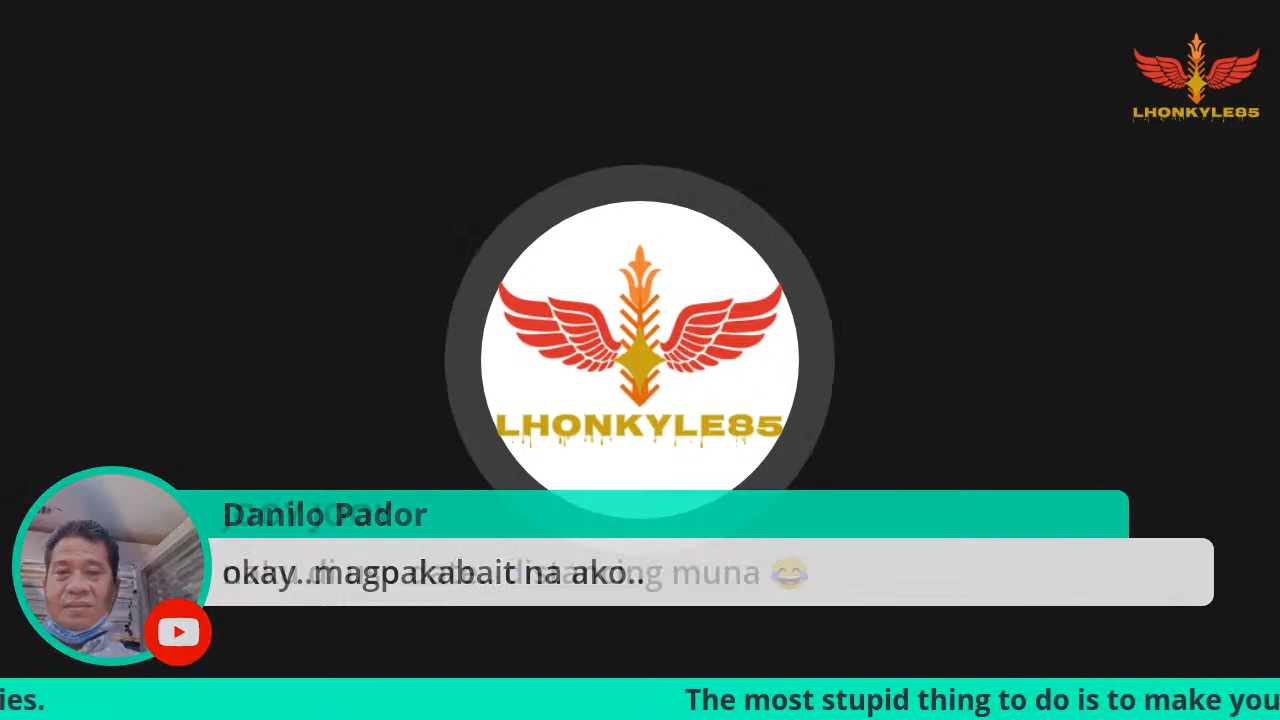 LHONKYLE85
LHONKYLE85
Danilo Pador
okay..magpakabait na ako..
muna 😂
ies.
The most stupid thing to do is to make you